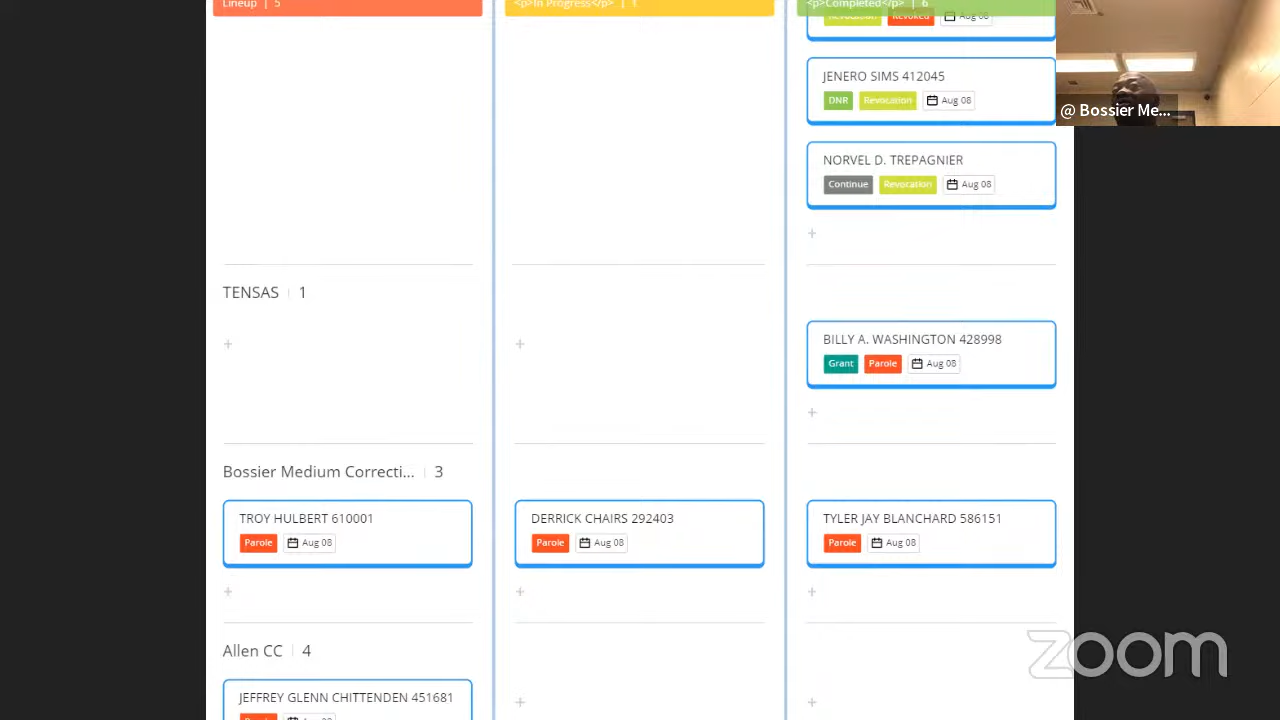 Lineup | 5
<p>In Progress</p> | 1
<p>Completed</p> | 6
Revocation Revoked Aug 08
JENERO SIMS 412045
DNR Revocation Aug 08
@ Bossier Me...
NORVEL D. TREPAGNIER
Continue Revocation Aug 08
+
TENSAS | 1
+ +
BILLY A. WASHINGTON 428998
Grant Parole Aug 08
+
Bossier Medium Correcti... | 3
TROY HULBERT 610001
Parole Aug 08
DERRICK CHAIRS 292403
Parole Aug 08
TYLER JAY BLANCHARD 586151
Parole Aug 08
+ + +
Allen CC | 4
JEFFREY GLENN CHITTENDEN 451681
+ +
zoom